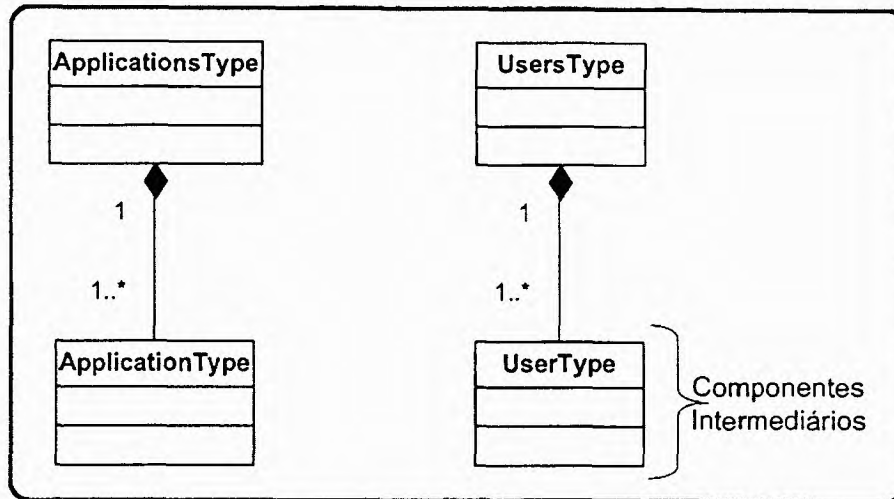 ApplicationsType
UsersType
1
1
1..*
1..*
ApplicationType
UserType
Componentes
Intermediários